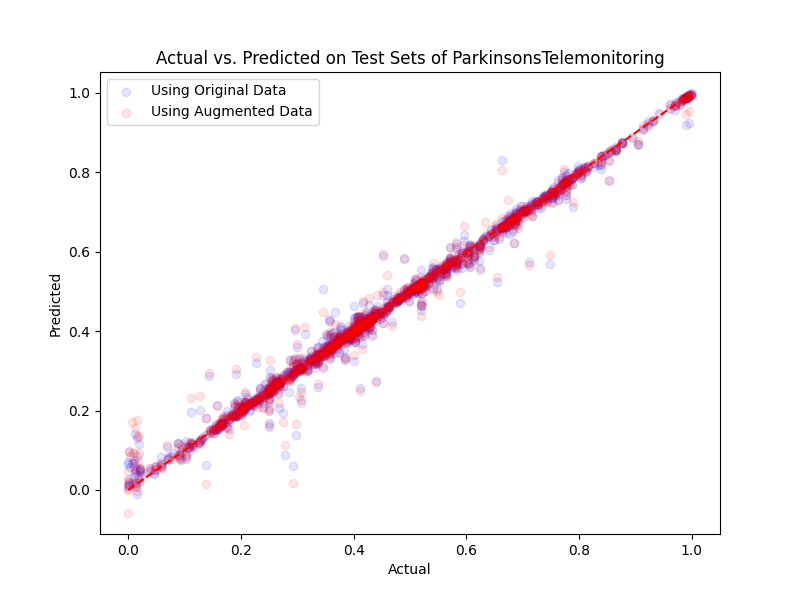 Actual vs. Predicted on Test Sets of ParkinsonsTelemonitoring
Using Original Data
Using Augmented Data
1.0
0.8
0.6
0.4
0.2
0.0
Predicted
0.0 0.2 0.4 0.6 0.8 1.0
Actual